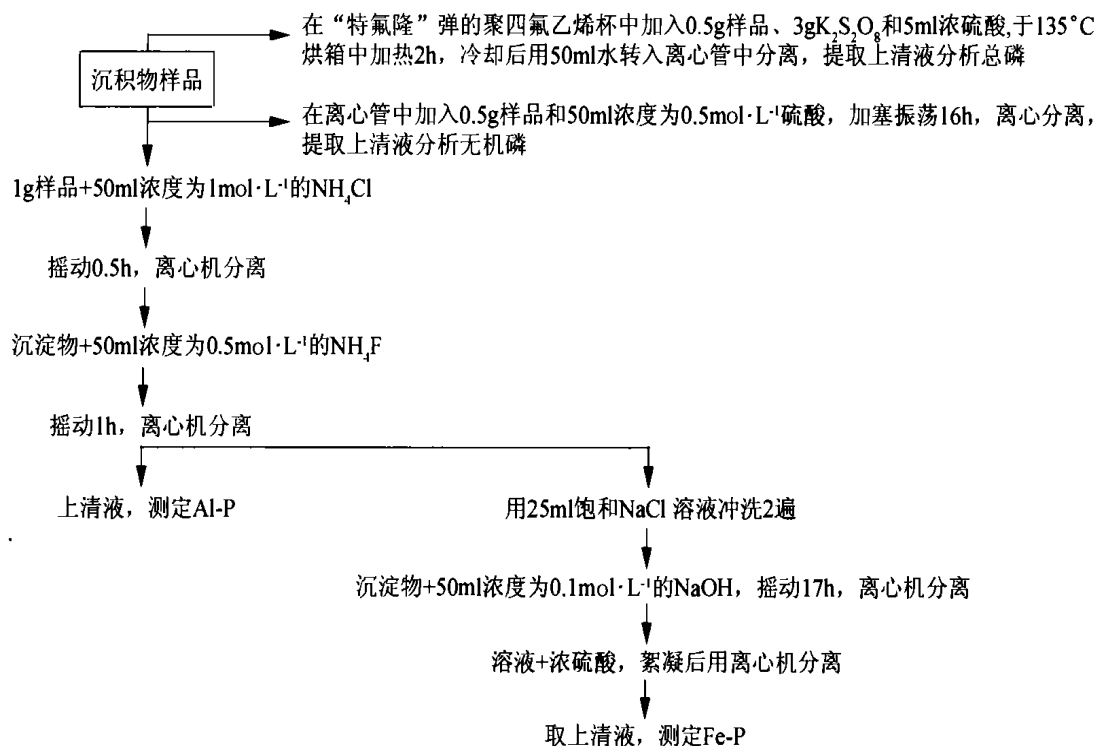 在“特氟隆”弹的聚四氟乙烯杯中加入0.5g样品、3gK₂S₂O₈和5ml浓硫酸,于135°C
烘箱中加热2h，冷却后用50ml水转入离心管中分离，提取上清液分析总磷
沉积物样品
在离心管中加入0.5g样品和50ml浓度为0.5mol·L⁻¹硫酸，加塞振荡16h，离心分离，
提取上清液分析无机磷
1g样品+50ml浓度为1mol·L⁻¹的NH₄Cl
摇动0.5h，离心机分离
沉淀物+50ml浓度为0.5mol·L⁻¹的NH₄F
摇动1h，离心机分离
上清液，测定Al-P
用25ml饱和NaCl 溶液冲洗2遍
沉淀物+50ml浓度为0.1mol·L⁻¹的NaOH，摇动17h，离心机分离
溶液+浓硫酸，絮凝后用离心机分离
取上清液，测定Fe-P